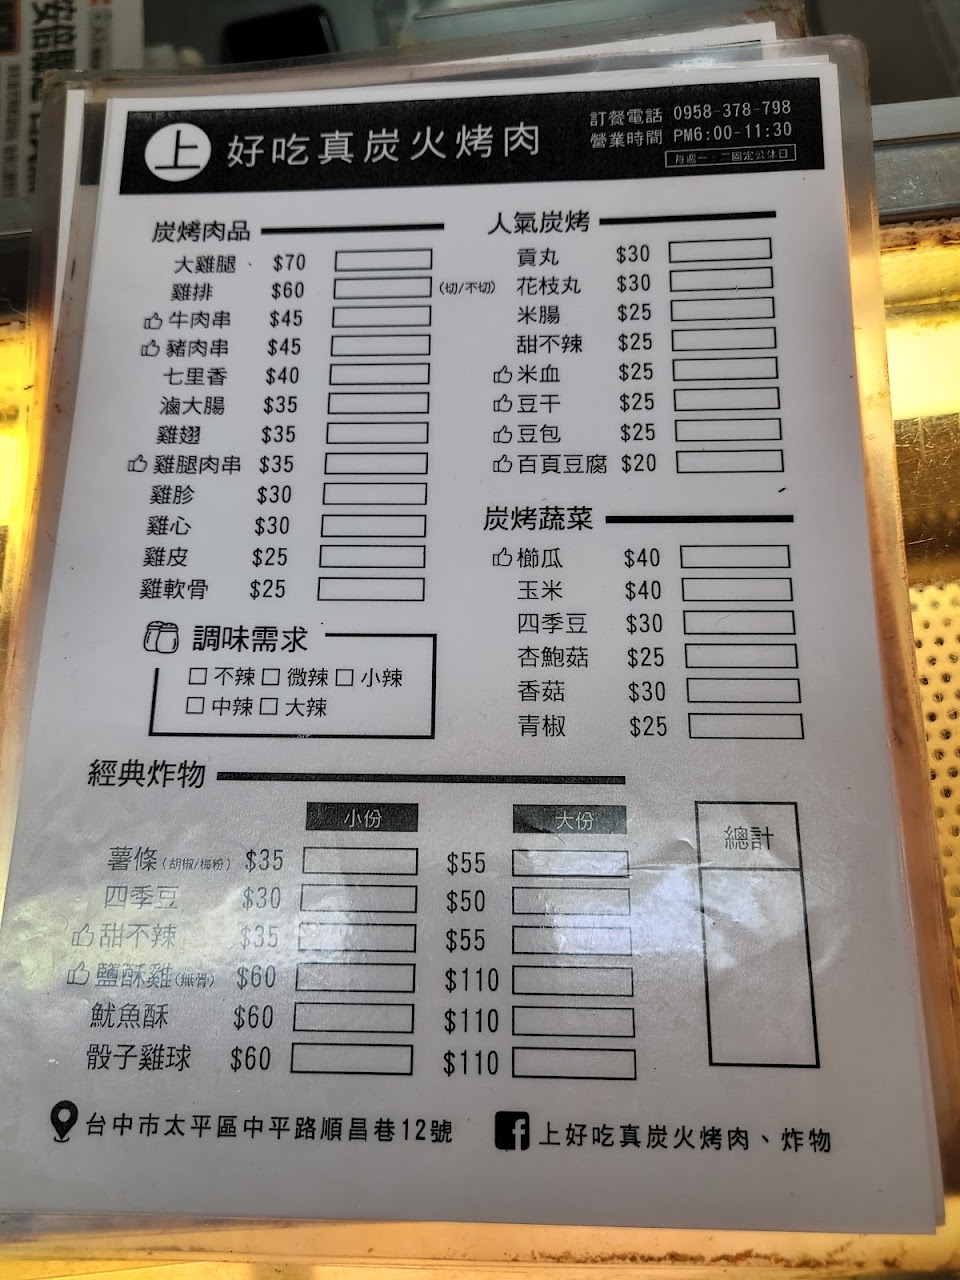 上 好吃真炭火烤肉
訂餐電話 0958-378-798
營業時間 PM6:00-11:30
每週一、二固定公休日
炭烤肉品
大雞腿 $70
雞排 $60 (切/不切)
牛肉串 $45
豬肉串 $45
七里香 $40
滷大腸 $35
雞翅 $35
雞腿肉串 $35
雞胗 $30
雞心 $30
雞皮 $25
雞軟骨 $25
調味需求
□ 不辣 □ 微辣 □ 小辣
□ 中辣 □ 大辣
人氣炭烤
貢丸 $30
花枝丸 $30
米腸 $25
甜不辣 $25
米血 $25
豆干 $25
豆包 $25
百頁豆腐 $20
炭烤蔬菜
櫛瓜 $40
玉米 $40
四季豆 $30
杏鮑菇 $25
香菇 $30
青椒 $25
經典炸物
小份 大份
薯條(胡椒/梅粉) $35 $55
四季豆 $30 $50
甜不辣 $35 $55
鹽酥雞(無骨) $60 $110
魷魚酥 $60 $110
骰子雞球 $60 $110
總計
台中市太平區中平路順昌巷12號
上好吃真炭火烤肉、炸物